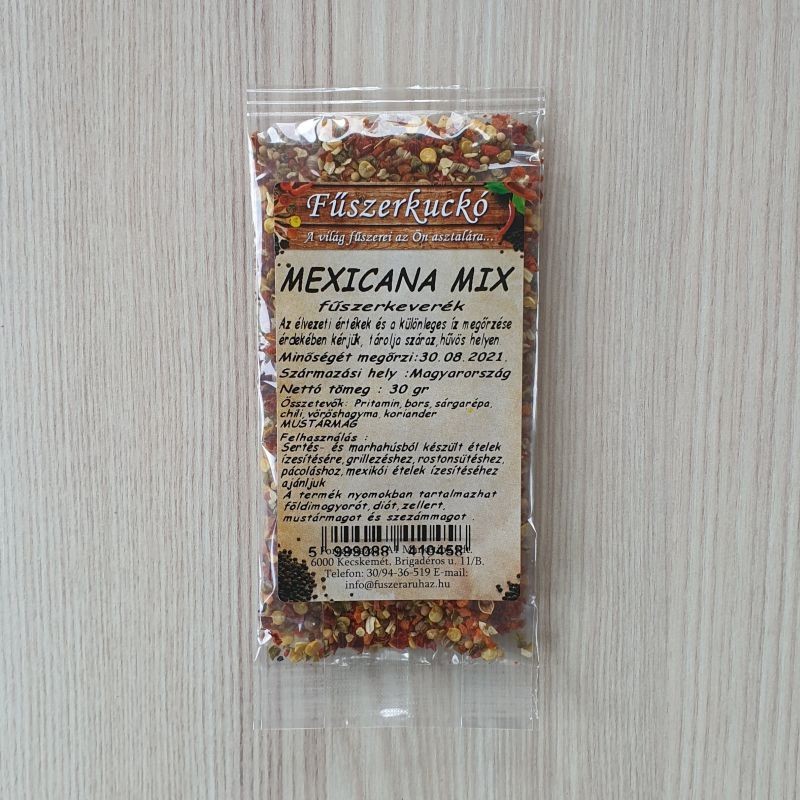 Fűszerkuckó
A világ fűszerei az Ön asztalára...
MEXICANA MIX
fűszerkeverék
Az élvezeti értékek és a különleges íz megőrzése
érdekében kérjük, tárolja száraz, hűvös helyen.
Minőségét megőrzi:30.08.2021.
Származási hely :Magyarország
Nettó tömeg : 30 gr
Összetevők: Pritamin, bors, sárgarépa,
chili, vöröshagyma, koriander
MUSTÁRMAG
Felhasználás :
Sertés- és marhahúsból készült ételek
ízesítésére, grillezéshez, rostonsütéshez,
pácoláshoz, mexikói ételek ízesítéséhez
ajánljuk
A termék nyomokban tartalmazhat
földimogyorót, diót, zellert,
mustármagot és szezámmagot .
5 999088 410458
6000 Kecskemét, Brigadéros u. 11/B.
Telefon: 30/94-36-519 E-mail:
info@fuszeraruhaz.hu